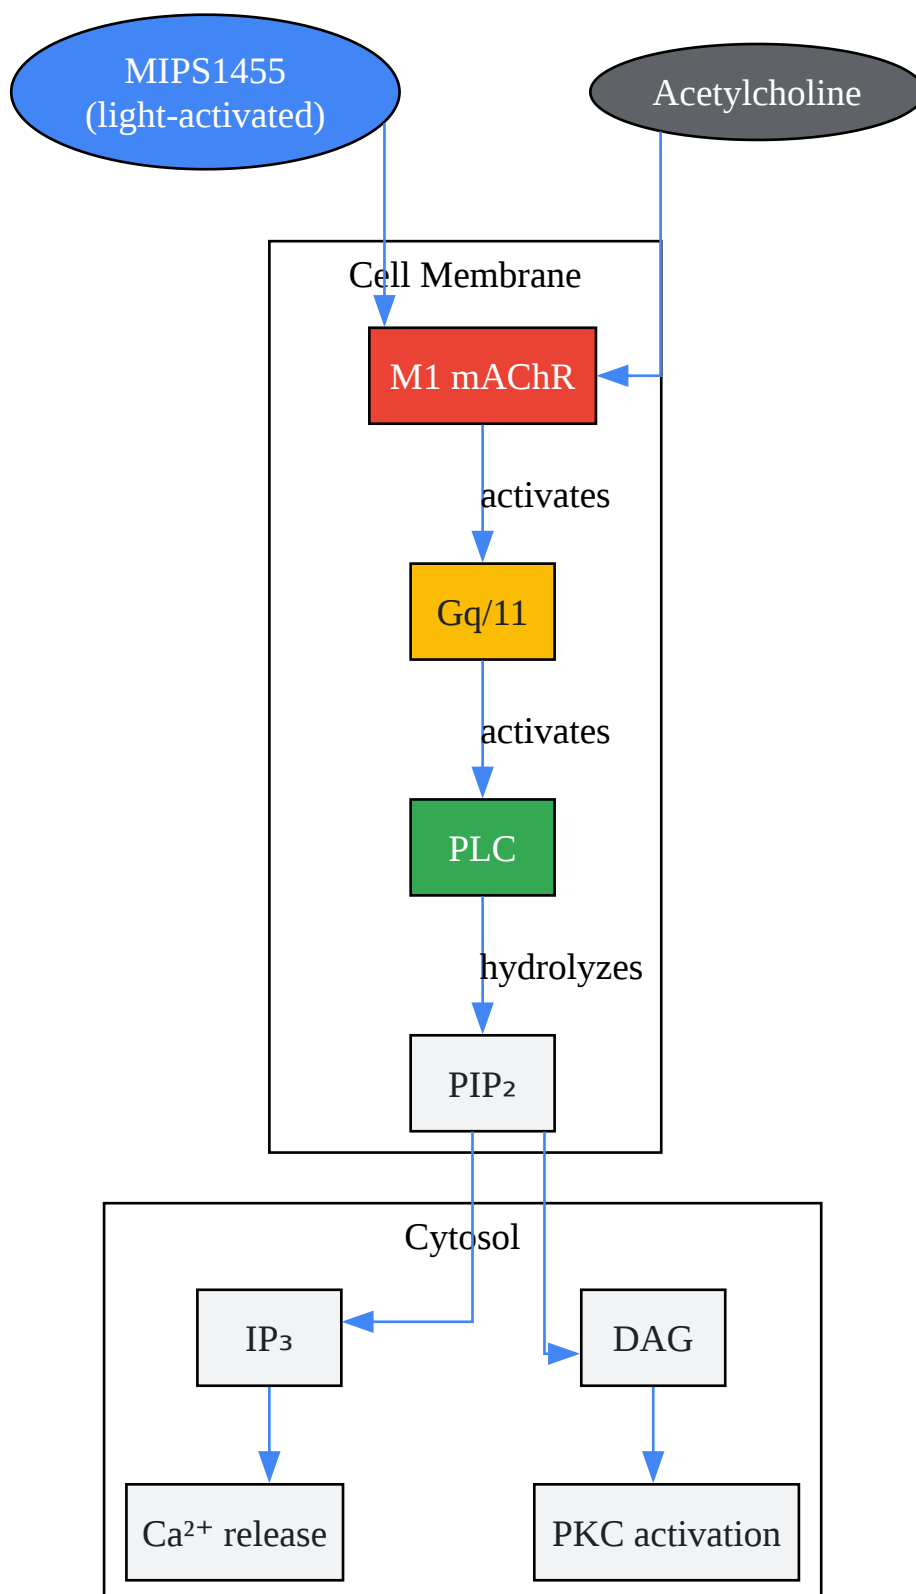 MIPS1455
(light-activated)
Acetylcholine
Cell Membrane
M1 mAChR
activates
Gq/11
activates
PLC
hydrolyzes
PIP₂
Cytosol
IP₃
DAG
Ca²⁺ release
PKC activation